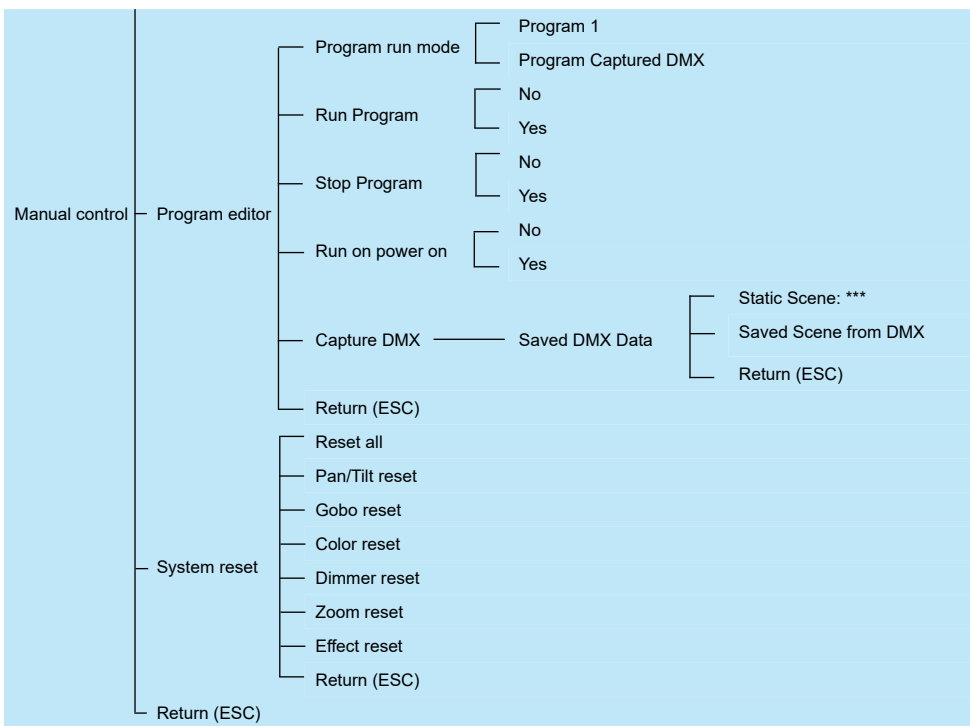 Program 1
Program run mode
Program Captured DMX
No
Run Program
Yes
No
Stop Program
Yes
Manual control
Program editor
No
Run on power on
Yes
Static Scene: ***
Capture DMX
Saved DMX Data
Saved Scene from DMX
Return (ESC)
Return (ESC)
Reset all
Pan/Tilt reset
Gobo reset
Color reset
System reset
Dimmer reset
Zoom reset
Effect reset
Return (ESC)
Return (ESC)